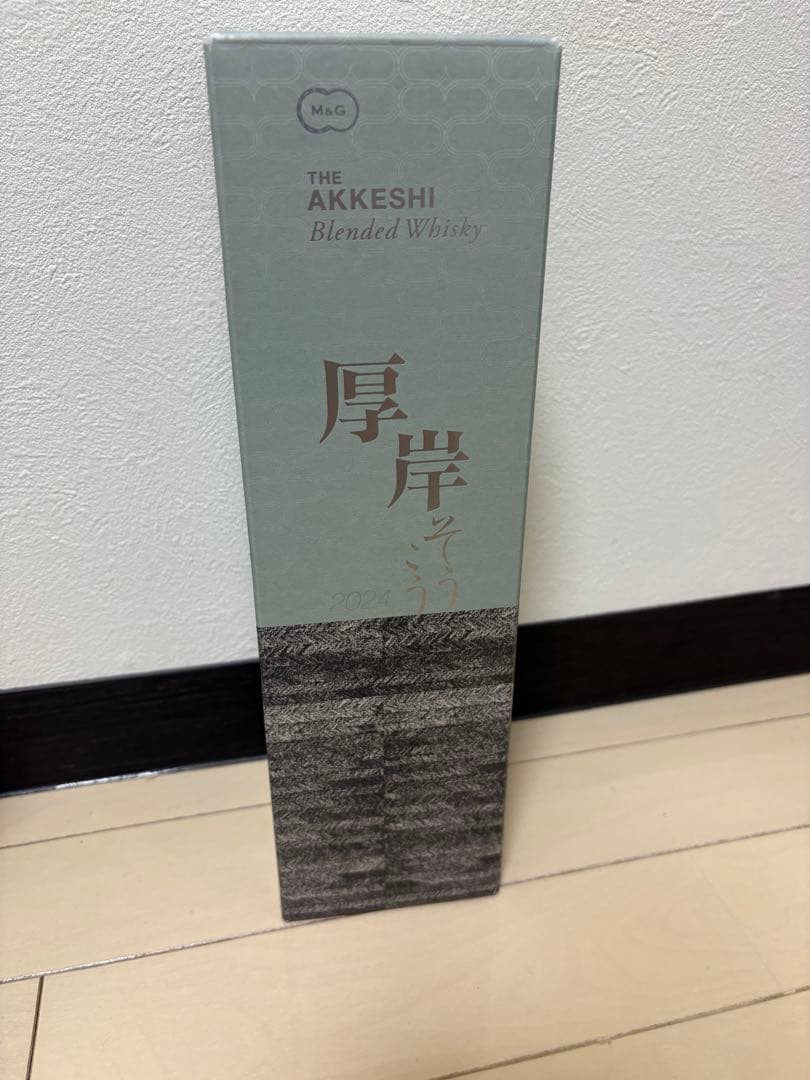 M&G
THE
AKKESHI
Blended Whisky
厚岸
そうこう
2024